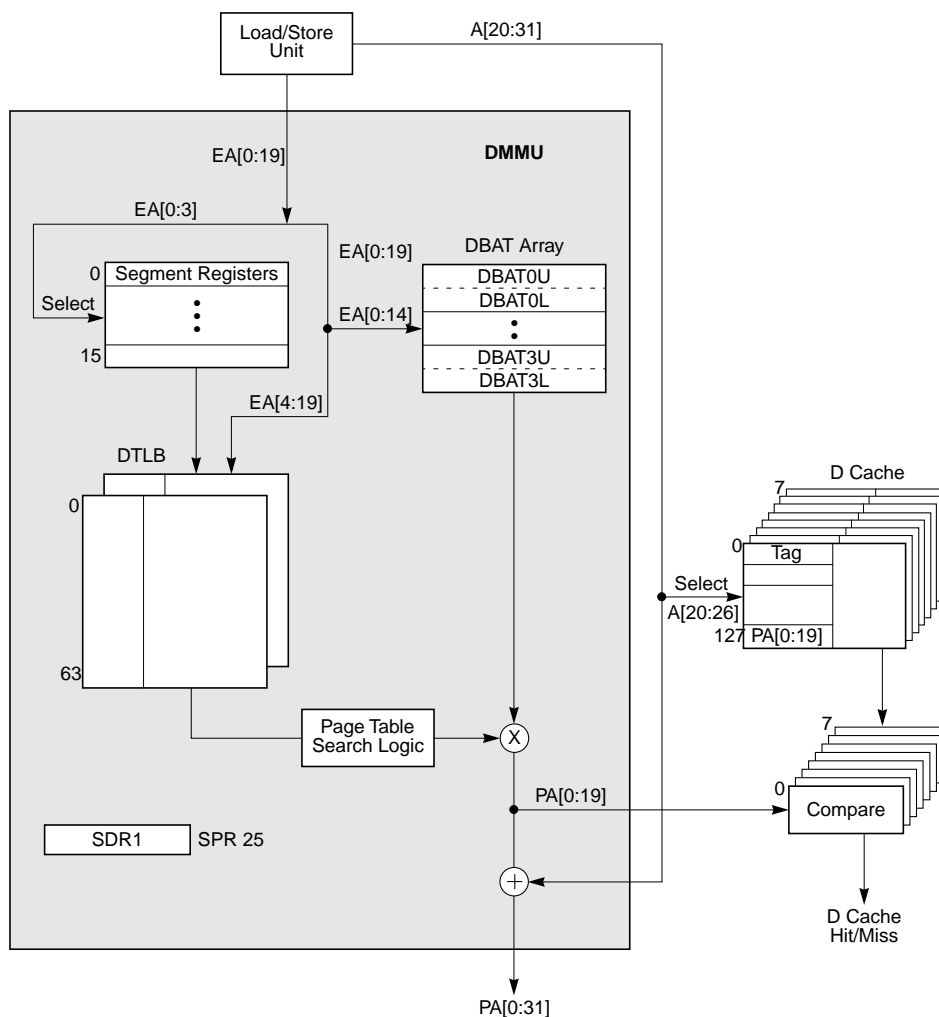 Load/Store
Unit
A[20:31]
EA[0:19]
DMMU
EA[0:3]
EA[0:19]
DBAT Array
0
Segment Registers
DBAT0U
DBAT0L
Select
EA[0:14]
15
DBAT3U
DBAT3L
EA[4:19]
DTLB
0
63
D Cache
7
0
Tag
Select
A[20:26]
127
PA[0:19]
Page Table
Search Logic
X
7
0
PA[0:19]
Compare
SDR1
SPR 25
+
D Cache
Hit/Miss
PA[0:31]